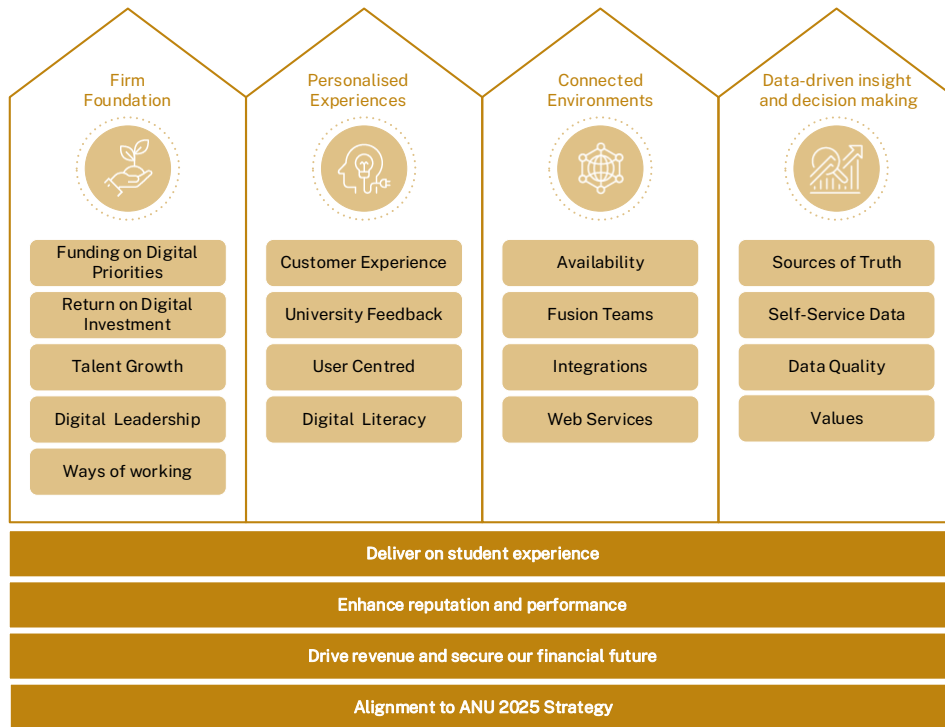 Firm
Foundation
Funding on Digital
Priorities
Return on Digital
Investment
Talent Growth
Digital Leadership
Ways of working
Personalised
Experiences
Customer Experience
University Feedback
User Centred
Digital Literacy
Connected
Environments
Availability
Fusion Teams
Integrations
Web Services
Data-driven insight
and decision making
Sources of Truth
Self-Service Data
Data Quality
Values
Deliver on student experience
Enhance reputation and performance
Drive revenue and secure our financial future
Alignment to ANU 2025 Strategy